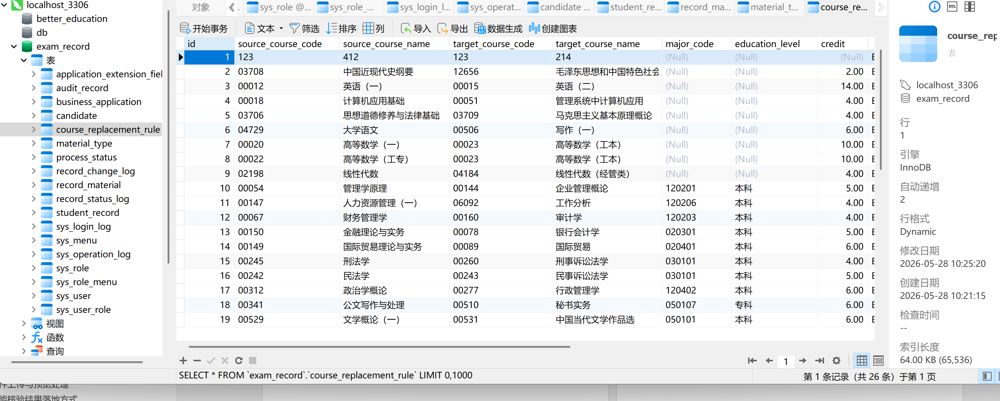 localhost_3306
better_education
db
exam_record
表
application_extension_fiel
audit_record
business_application
candidate
course_replacement_rule
material_type
process_status
record_change_log
record_material
record_status_log
student_record
sys_login_log
sys_menu
sys_operation_log
sys_role
sys_role_menu
sys_user
sys_user_role
视图
函数
查询
对象 sys_role @... sys_role_... sys_login_l... sys_operat... candidate ... student_re... record_ma... material_t... course_re...
开始事务 文本 筛选 排序 列 导入 导出 数据生成 创建图表
id source_course_code source_course_name target_course_code target_course_name major_code education_level credit
1 123 412 123 214 (Null) (Null) (Null)
2 03708 中国近现代史纲要 12656 毛泽东思想和中国特色社会 (Null) (Null) 2.00
3 00012 英语（一） 00015 英语（二） (Null) (Null) 14.00
4 00018 计算机应用基础 00051 管理系统中计算机应用 (Null) (Null) 4.00
5 03706 思想道德修养与法律基础 03709 马克思主义基本原理概论 (Null) (Null) 4.00
6 04729 大学语文 00506 写作（一） (Null) (Null) 6.00
7 00020 高等数学（一） 00023 高等数学（工本） (Null) (Null) 10.00
8 00022 高等数学（工专） 00023 高等数学（工本） (Null) (Null) 10.00
9 02198 线性代数 04184 线性代数（经管类） (Null) (Null) 4.00
10 00054 管理学原理 00144 企业管理概论 120201 本科 5.00
11 00147 人力资源管理（一） 06092 工作分析 120206 本科 4.00
12 00067 财务管理学 00160 审计学 120203 本科 4.00
13 00150 金融理论与实务 00078 银行会计学 020301 本科 5.00
14 00149 国际贸易理论与实务 00089 国际贸易 020401 本科 6.00
15 00245 刑法学 00260 刑事诉讼法学 030101 本科 4.00
16 00242 民法学 00243 民事诉讼法学 030101 本科 5.00
17 00312 政治学概论 00277 行政管理学 120402 本科 6.00
18 00341 公文写作与处理 00510 秘书实务 050107 专科 6.00
19 00529 文学概论（一） 00531 中国当代文学作品选 050101 本科 6.00
1
SELECT * FROM `exam_record`.`course_replacement_rule` LIMIT 0,1000
第 1 条记录（共 26 条）于第 1 页
DDL
course_rep
表
localhost_3306
exam_record
行
1
引擎
InnoDB
自动递增
2
行格式
Dynamic
修改日期
2026-05-28 10:25:20
创建日期
2026-05-28 10:21:15
检查时间
--
索引长度
64.00 KB (65,536)
件上传与预览处理
能核验结果落地方式